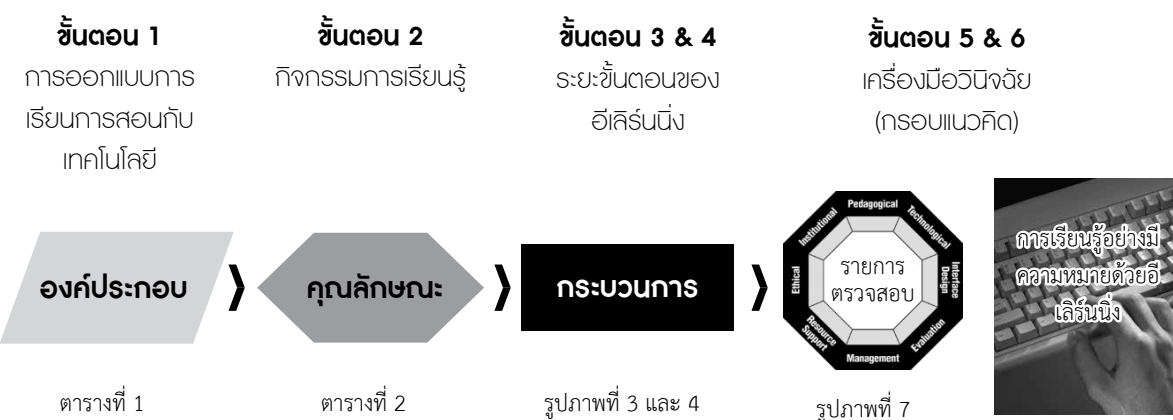 ขั้นตอน 1
การออกแบบการ
เรียนการสอนกับ
เทคโนโลยี
ขั้นตอน 2
กิจกรรมการเรียนรู้
ขั้นตอน 3 & 4
ระยะขั้นตอนของ
อีเลิร์นนิ่ง
ขั้นตอน 5 & 6
เครื่องมือวินิจฉัย
(กรอบแนวคิด)
องค์ประกอบ
คุณลักษณะ
กระบวนการ
Pedagogical
Technological
Interface
Design
Evaluation
Management
Resource
Support
Ethical
Institutional
รายการ
ตรวจสอบ
การเรียนรู้อย่างมี
ความหมายด้วยอี
เลิร์นนิ่ง
ตารางที่ 1
ตารางที่ 2
รูปภาพที่ 3 และ 4
รูปภาพที่ 7